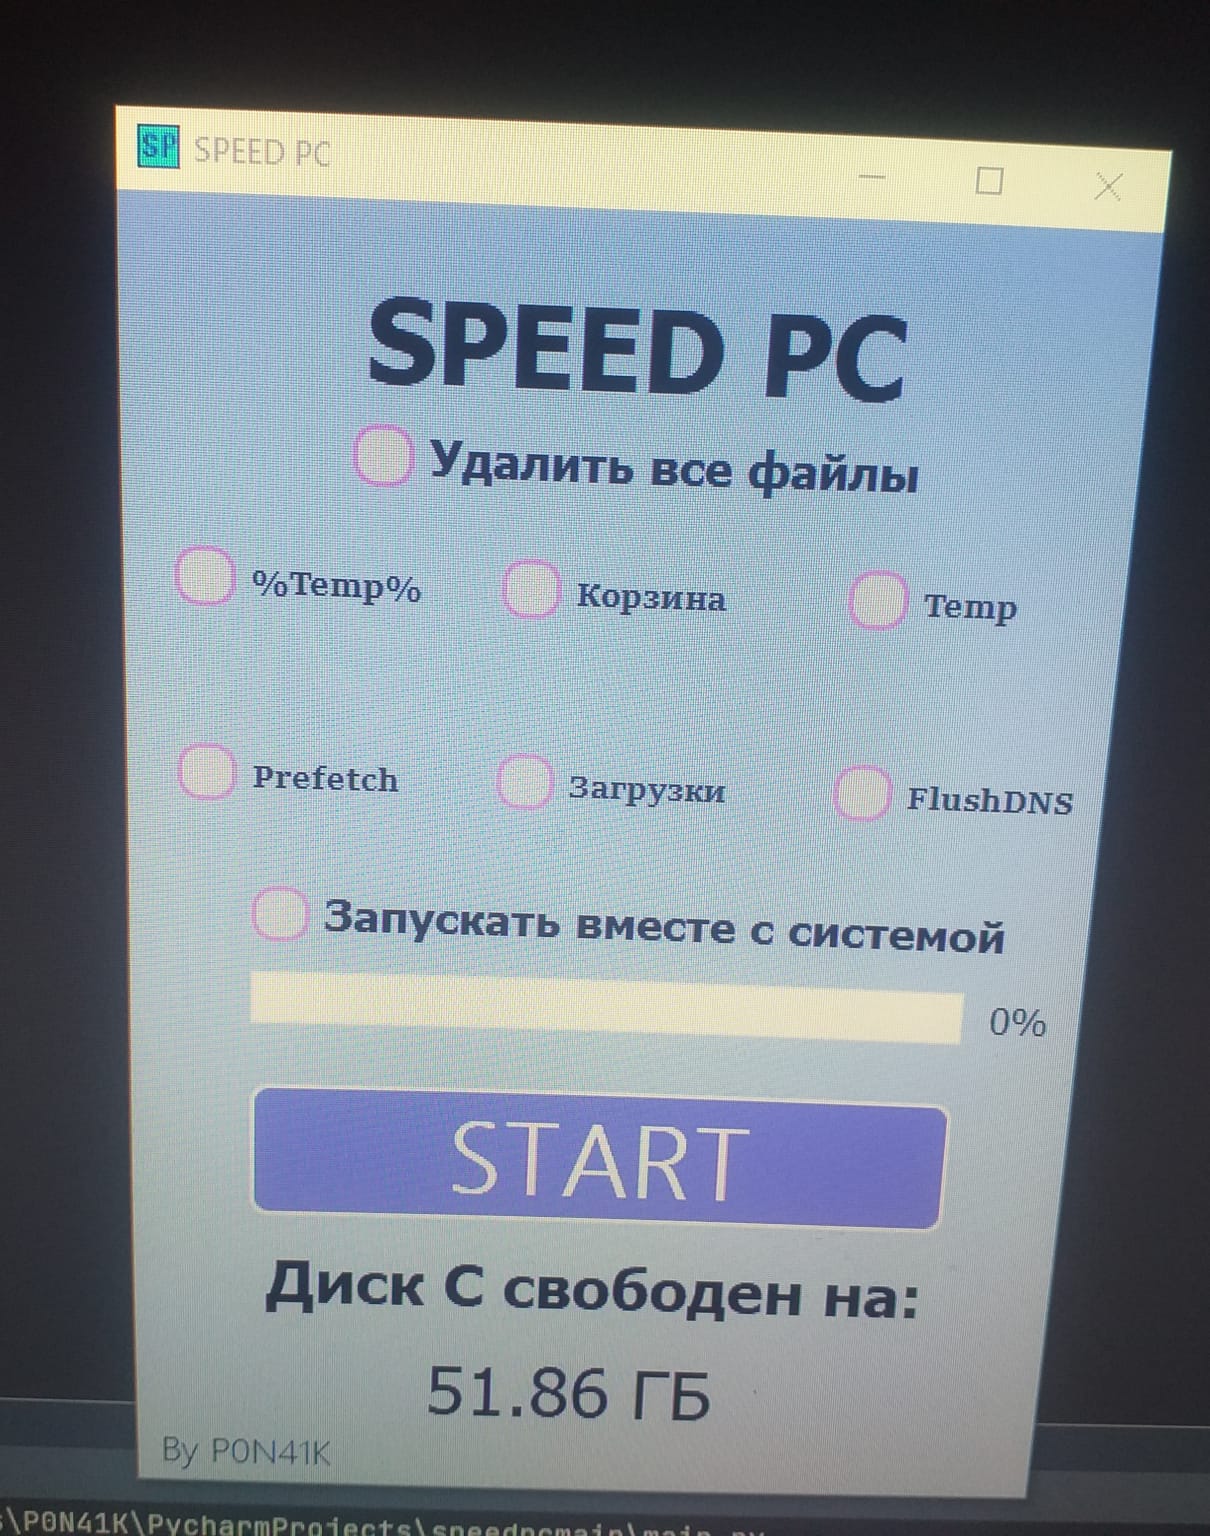 SP SPEED PC
SPEED PC
Удалить все файлы
%Temp% Корзина Temp
Prefetch Загрузки FlushDNS
Запускать вместе с системой
0%
START
Диск C свободен на:
51.86 ГБ
By P0N41K
\P0N41K\PycharmProjects\speedpcmain\main.py